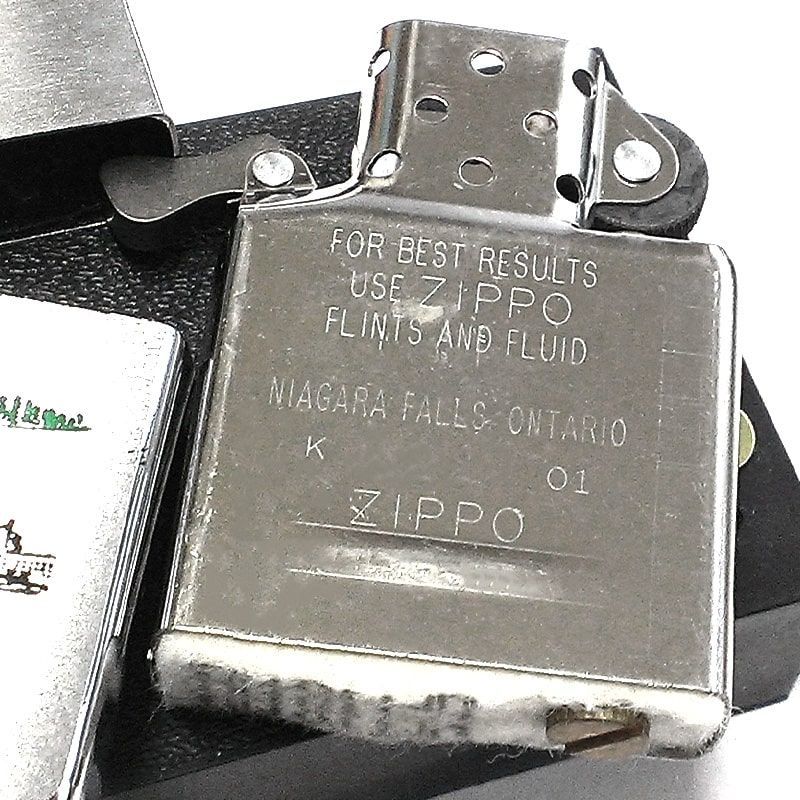 FOR BEST RESULTS
USE ZIPPO
FLINTS AND FLUID
NIAGARA FALLS, ONTARIO
K 01
ZIPPO